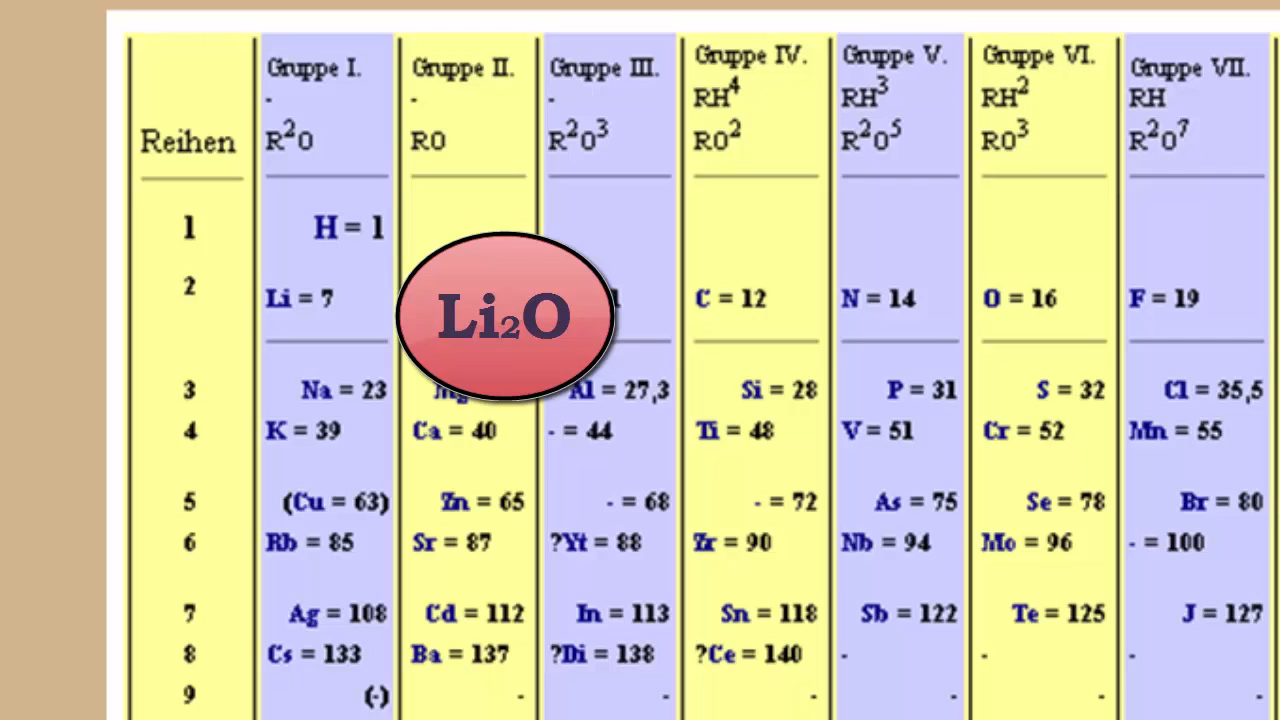 Gruppe I. Gruppe II. Gruppe III. Gruppe IV. Gruppe V. Gruppe VI. Gruppe VII.
- - - RH⁴ RH³ RH² RH
Reihen R²O RO R²O³ RO² R²O⁵ RO³ R²O⁷
1 H = 1
2 Li = 7 C = 12 N = 14 O = 16 F = 19
Li₂O
3 Na = 23 Al = 27,3 Si = 28 P = 31 S = 32 Cl = 35,5
4 K = 39 Ca = 40 - = 44 Ti = 48 V = 51 Cr = 52 Mn = 55
5 (Cu = 63) Zn = 65 - = 68 - = 72 As = 75 Se = 78 Br = 80
6 Rb = 85 Sr = 87 ?Yt = 88 Zr = 90 Nb = 94 Mo = 96 - = 100
7 Ag = 108 Cd = 112 In = 113 Sn = 118 Sb = 122 Te = 125 J = 127
8 Cs = 133 Ba = 137 ?Di = 138 ?Ce = 140 - - -
9 (-) - - - - - -